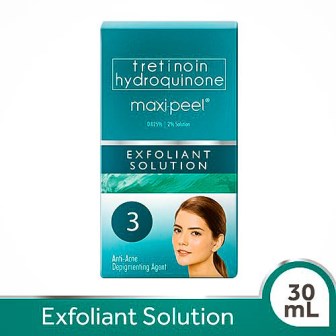 tretinoin
hydroquinone
maxi·peel®
0.025% | 2% Solution
EXFOLIANT
SOLUTION
3
Anti-Acne
Depigmenting Agent
30
mL
Exfoliant Solution